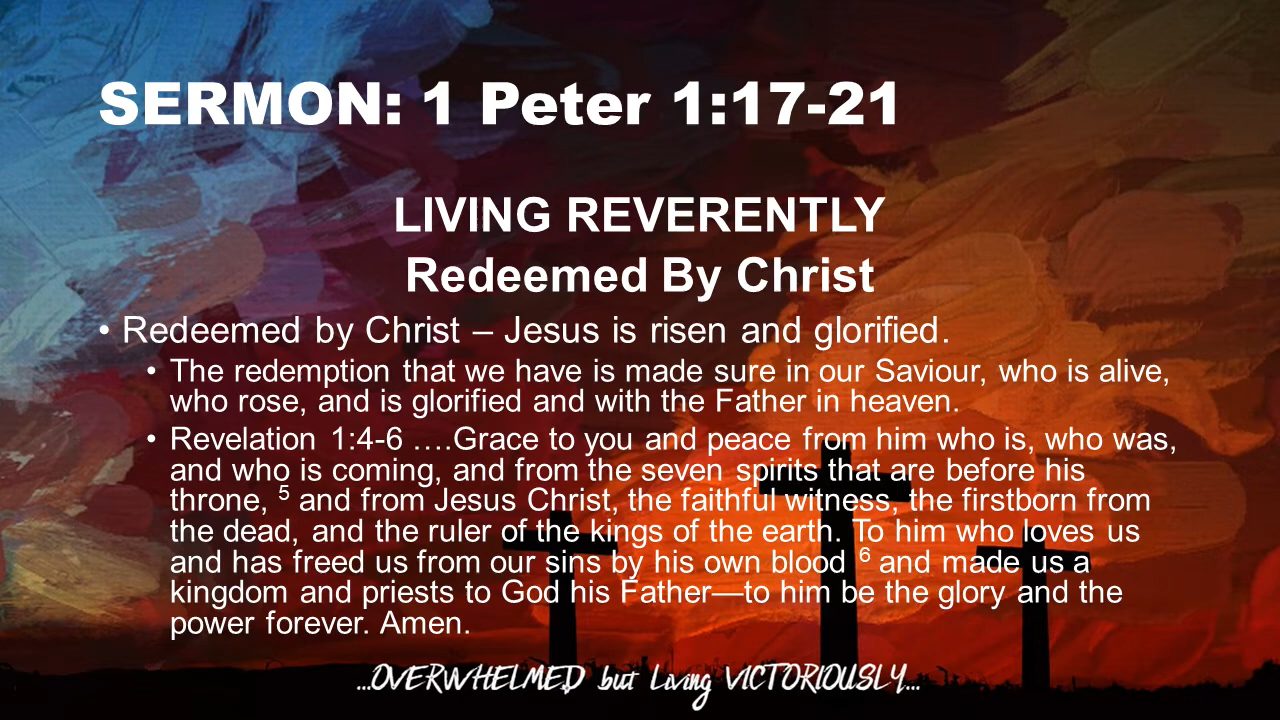 SERMON: 1 Peter 1:17-21
LIVING REVERENTLY
Redeemed By Christ
• Redeemed by Christ – Jesus is risen and glorified.
• The redemption that we have is made sure in our Saviour, who is alive,
who rose, and is glorified and with the Father in heaven.
• Revelation 1:4-6 ….Grace to you and peace from him who is, who was,
and who is coming, and from the seven spirits that are before his
throne, ⁵ and from Jesus Christ, the faithful witness, the firstborn from
the dead, and the ruler of the kings of the earth. To him who loves us
and has freed us from our sins by his own blood ⁶ and made us a
kingdom and priests to God his Father—to him be the glory and the
power forever. Amen.
...OVERWHELMED but Living VICTORIOUSLY...